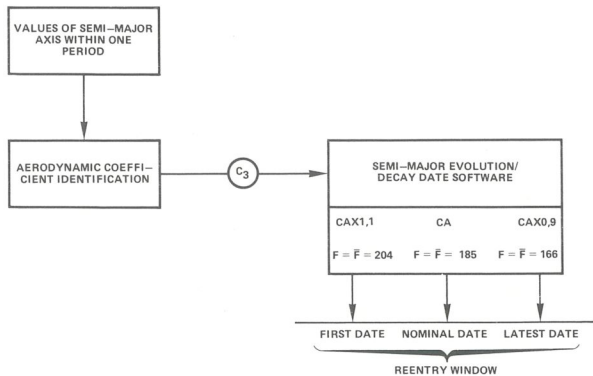 VALUES OF SEMI-MAJOR
AXIS WITHIN ONE
PERIOD
AERODYNAMIC COEFFI-
CIENT IDENTIFICATION
C3
SEMI-MAJOR EVOLUTION/
DECAY DATE SOFTWARE
CAX1,1 CA CAX0,9
F = F̄ = 204 F = F̄ = 185 F = F̄ = 166
FIRST DATE NOMINAL DATE LATEST DATE
REENTRY WINDOW